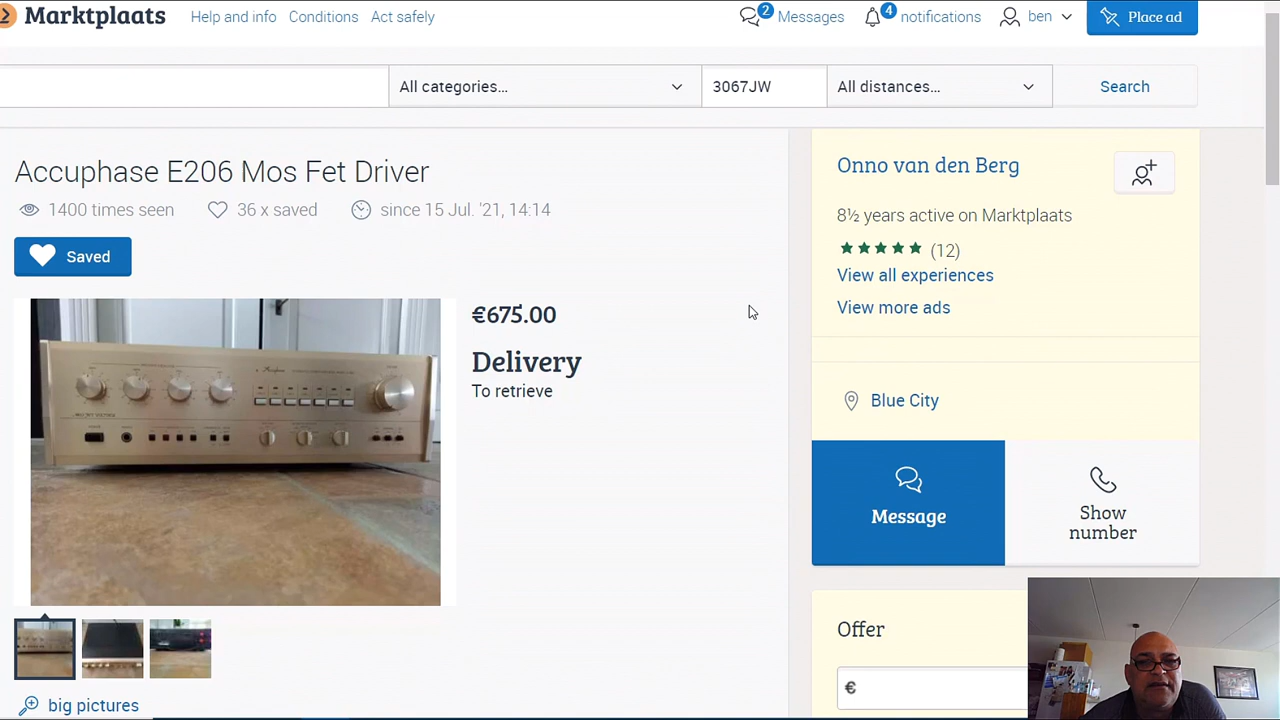 Marktplaats
Help and info
Conditions
Act safely
2
Messages
4
notifications
ben
Place ad
All categories...
3067JW
All distances...
Search
Accuphase E206 Mos Fet Driver
1400 times seen
36 x saved
since 15 Jul. '21, 14:14
Saved
€675.00
Delivery
To retrieve
big pictures
Onno van den Berg
8½ years active on Marktplaats
(12)
View all experiences
View more ads
Blue City
Message
Show
number
Offer
€